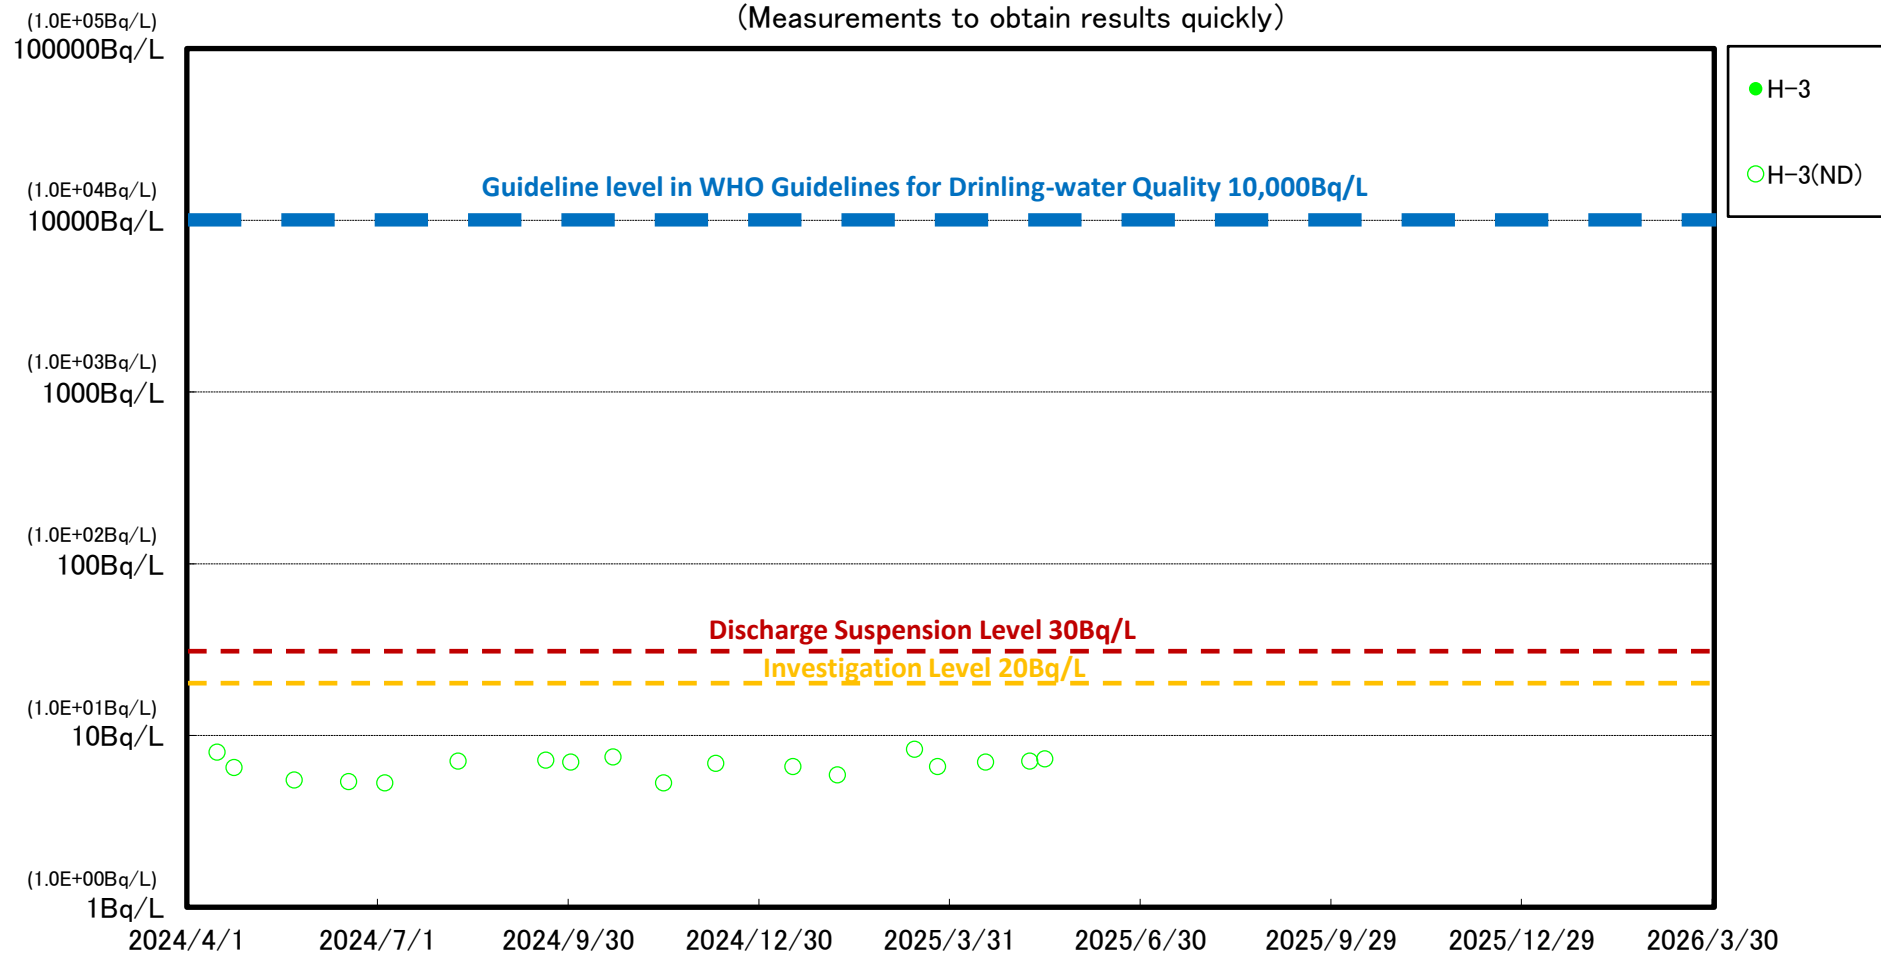 (Measurements to obtain results quickly)
(1.0E+05Bq/L)
100000Bq/L
H-3
H-3(ND)
(1.0E+04Bq/L)
10000Bq/L
Guideline level in WHO Guidelines for Drinling-water Quality 10,000Bq/L
(1.0E+03Bq/L)
1000Bq/L
(1.0E+02Bq/L)
100Bq/L
Discharge Suspension Level 30Bq/L
Investigation Level 20Bq/L
(1.0E+01Bq/L)
10Bq/L
(1.0E+00Bq/L)
1Bq/L
2024/4/1 2024/7/1 2024/9/30 2024/12/30 2025/3/31 2025/6/30 2025/9/29 2025/12/29 2026/3/30